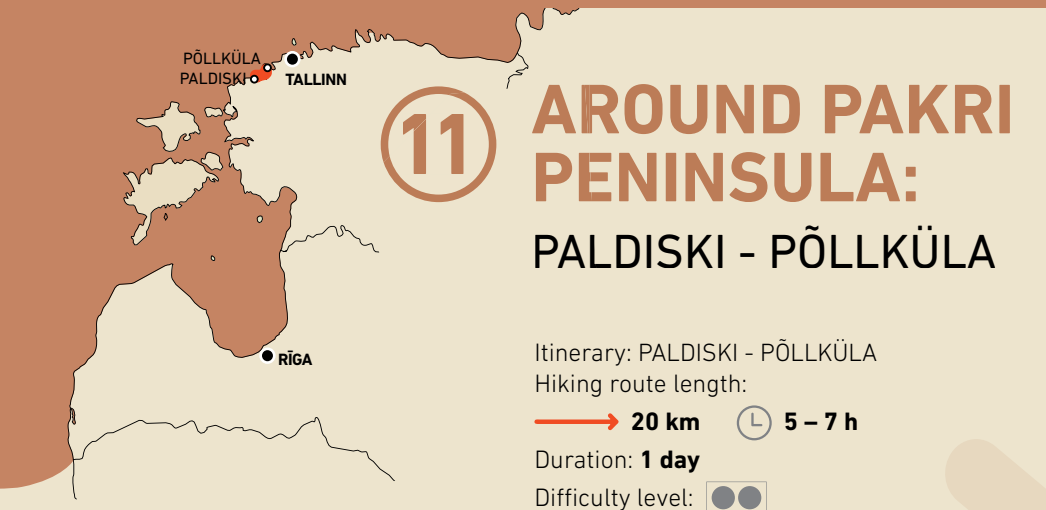 PÕLLKÜLA
PALDISKI
TALLINN
RĪGA
11
AROUND PAKRI
PENINSULA:
PALDISKI - PÕLLKÜLA
Itinerary: PALDISKI - PÕLLKÜLA
Hiking route length:
20 km 5 – 7 h
Duration: 1 day
Difficulty level: